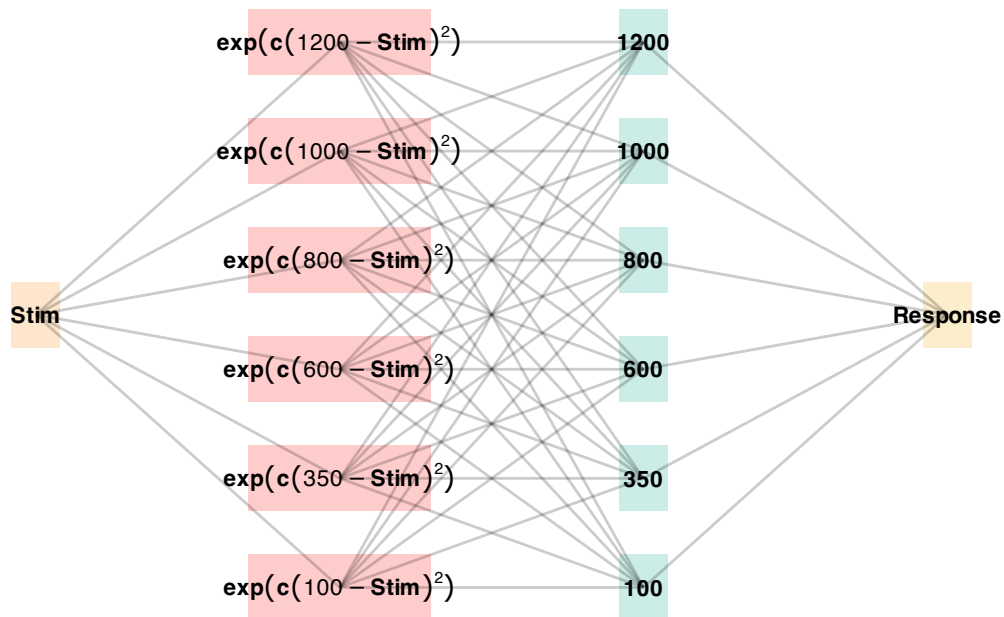 exp(c(1200 − Stim)²) 1200
exp(c(1000 − Stim)²) 1000
exp(c(800 − Stim)²) 800
Stim Response
exp(c(600 − Stim)²) 600
exp(c(350 − Stim)²) 350
exp(c(100 − Stim)²) 100